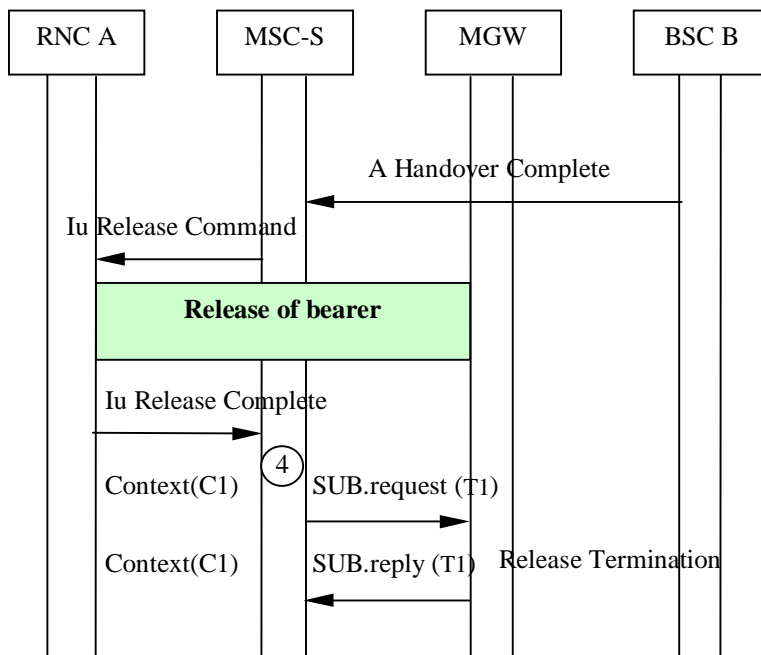 RNC A
MSC-S
MGW
BSC B
A Handover Complete
Iu Release Command
Release of bearer
Iu Release Complete
4
Context(C1)
SUB.request (T1)
Context(C1)
SUB.reply (T1)
Release Termination